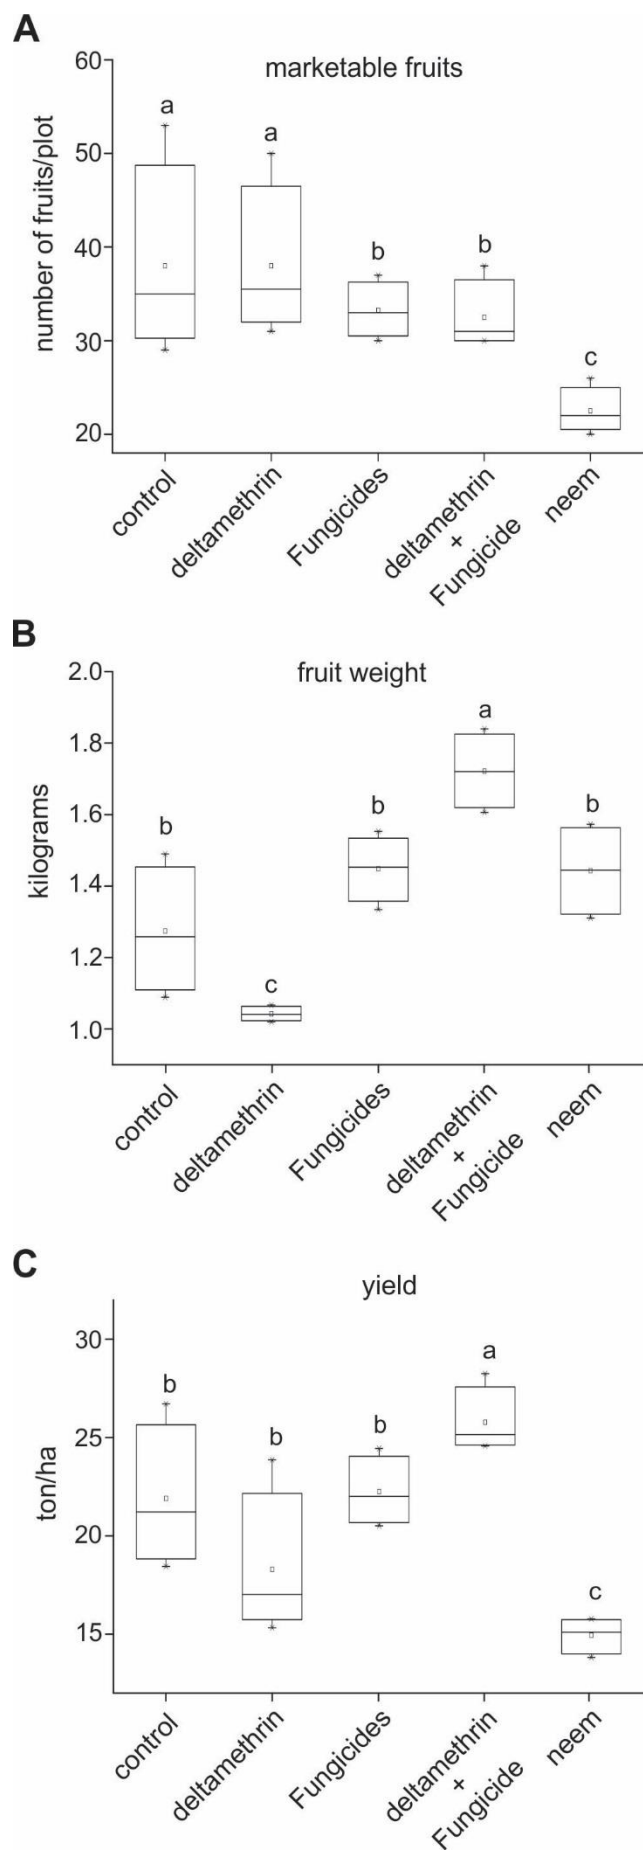 A
marketable fruits
number of fruits/plot
60
50
40
30
20
a
a
b
b
c
control
deltamethrin
Fungicides
deltamethrin
+
Fungicide
neem
B
fruit weight
kilograms
2.0
1.8
1.6
1.4
1.2
1.0
b
c
b
a
b
control
deltamethrin
Fungicides
deltamethrin
+
Fungicide
neem
C
yield
ton/ha
30
25
20
15
b
b
b
a
c
control
deltamethrin
Fungicides
deltamethrin
+
Fungicide
neem